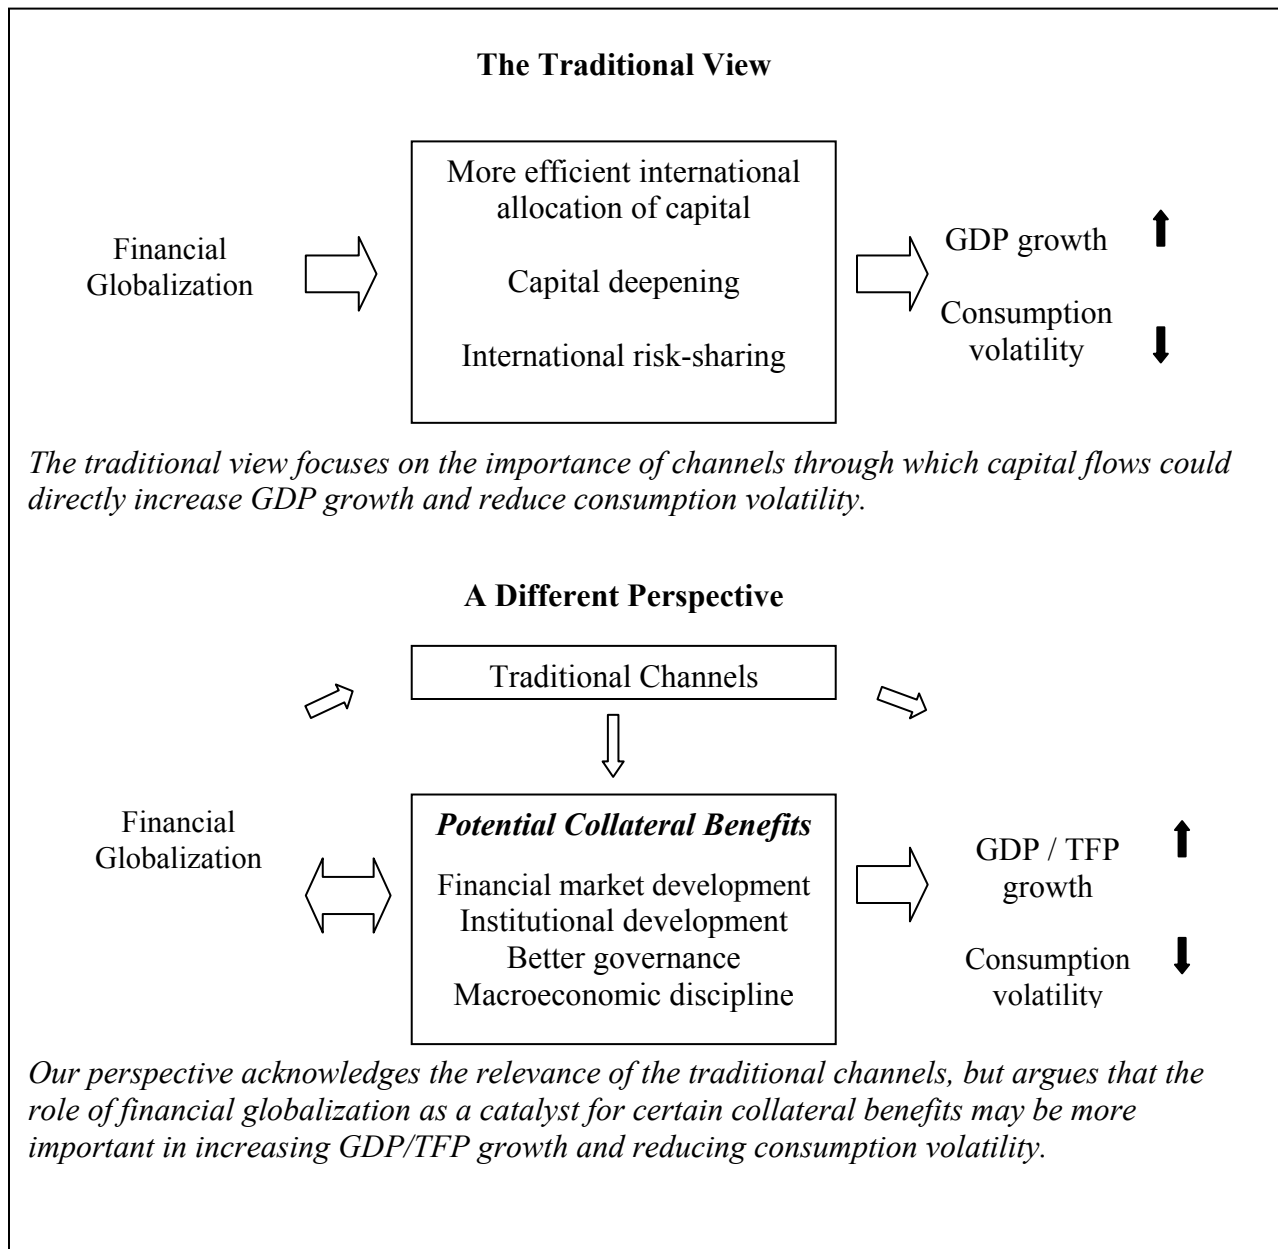 The Traditional View
Financial
Globalization
More efficient international
allocation of capital
Capital deepening
International risk-sharing
GDP growth
Consumption
volatility
The traditional view focuses on the importance of channels through which capital flows could
directly increase GDP growth and reduce consumption volatility.
A Different Perspective
Traditional Channels
Financial
Globalization
Potential Collateral Benefits
Financial market development
Institutional development
Better governance
Macroeconomic discipline
GDP / TFP
growth
Consumption
volatility
Our perspective acknowledges the relevance of the traditional channels, but argues that the
role of financial globalization as a catalyst for certain collateral benefits may be more
important in increasing GDP/TFP growth and reducing consumption volatility.